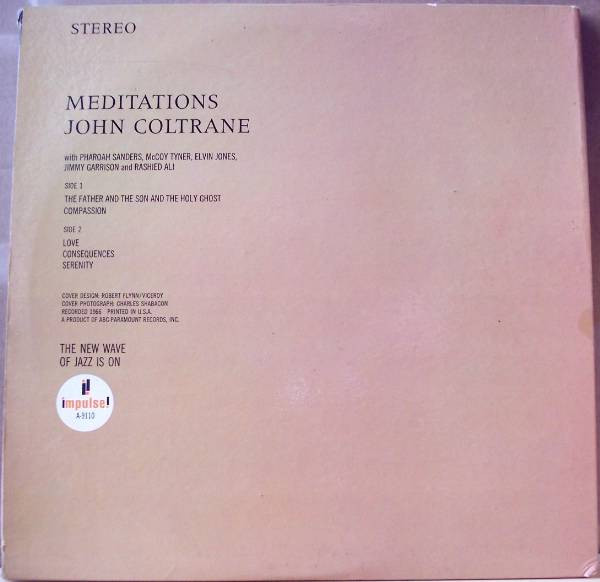 STEREO
MEDITATIONS
JOHN COLTRANE
with PHAROAH SANDERS, McCOY TYNER, ELVIN JONES,
JIMMY GARRISON and RASHIED ALI
SIDE 1
THE FATHER AND THE SON AND THE HOLY GHOST
COMPASSION
SIDE 2
LOVE
CONSEQUENCES
SERENITY
COVER DESIGN: ROBERT FLYNN/VICEROY
COVER PHOTOGRAPH: CHARLES SHABACON
RECORDED 1966 PRINTED IN U.S.A.
A PRODUCT OF ABC-PARAMOUNT RECORDS, INC.
THE NEW WAVE
OF JAZZ IS ON
impulse!
A-9110